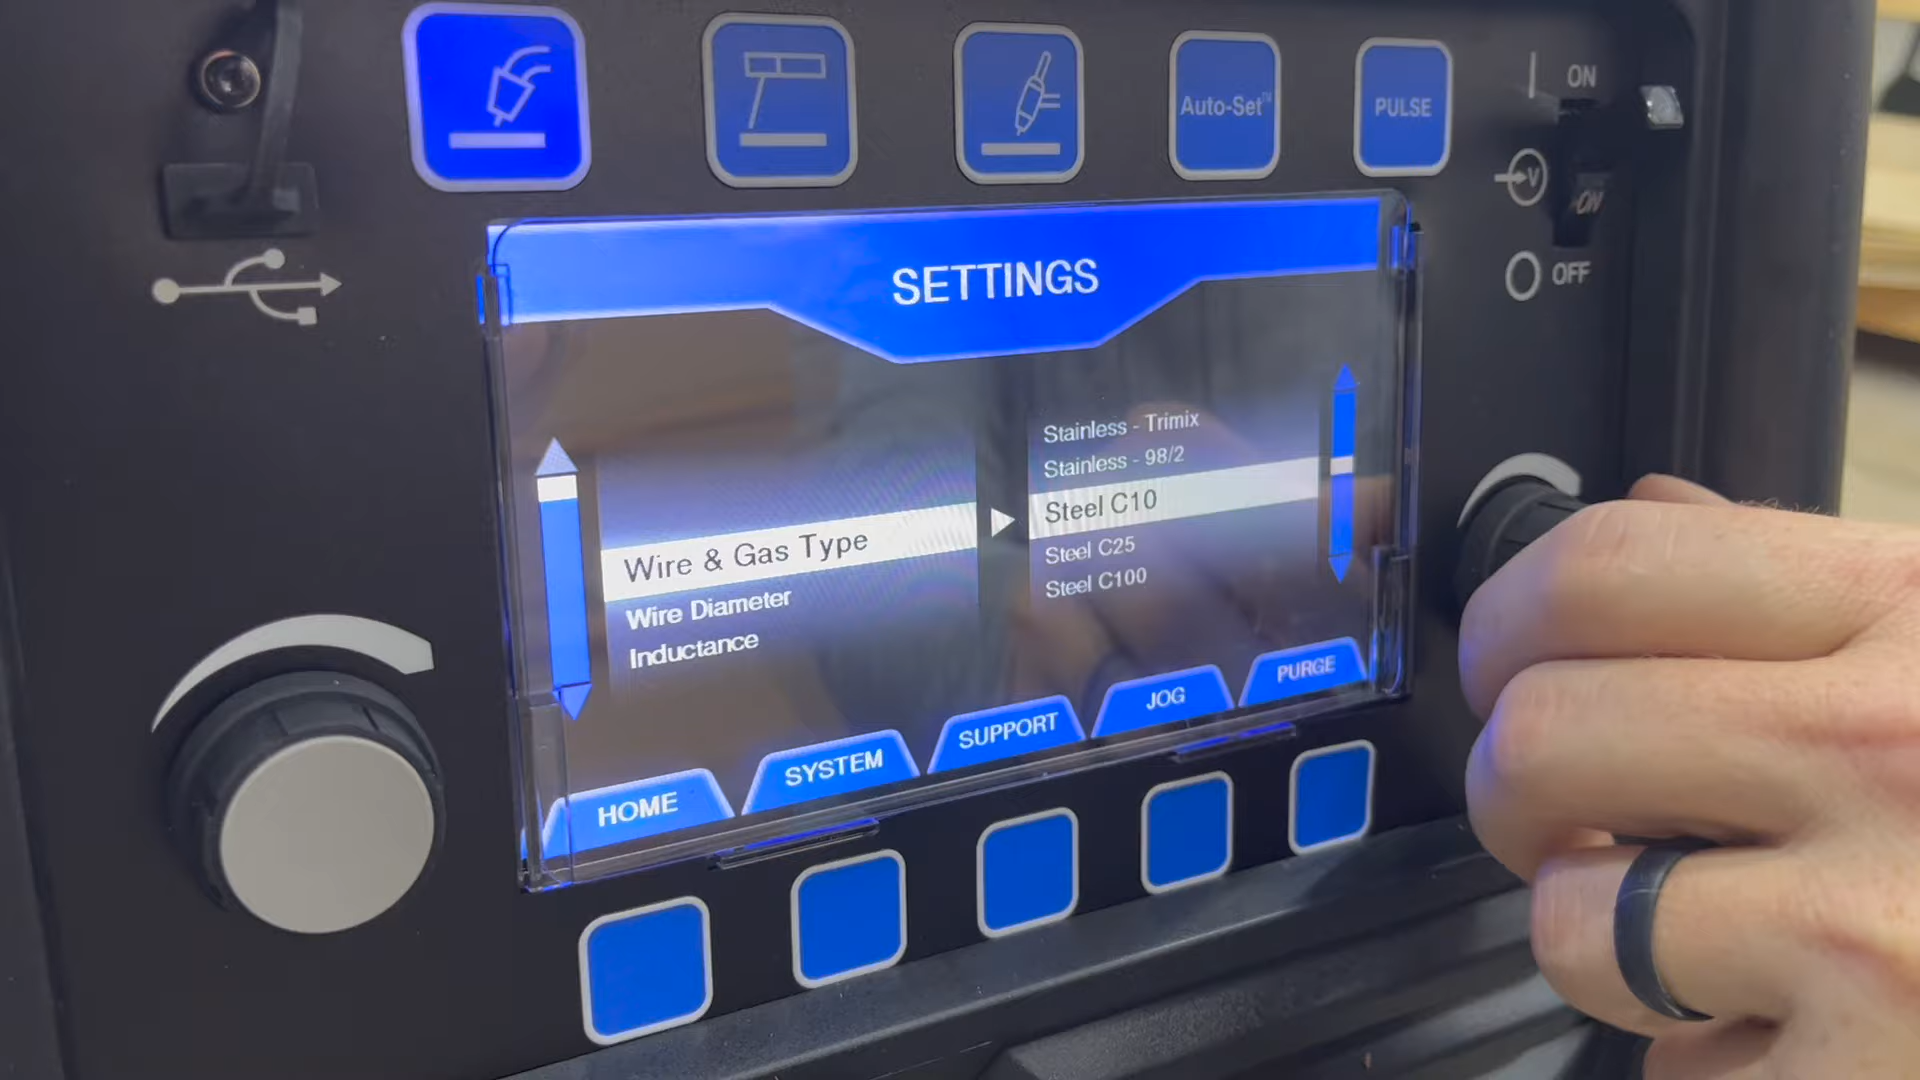 Auto-Set™
PULSE
ON
V
ON
OFF
SETTINGS
Wire & Gas Type
Wire Diameter
Inductance
Stainless - Trimix
Stainless - 98/2
Steel C10
Steel C25
Steel C100
HOME
SYSTEM
SUPPORT
JOG
PURGE